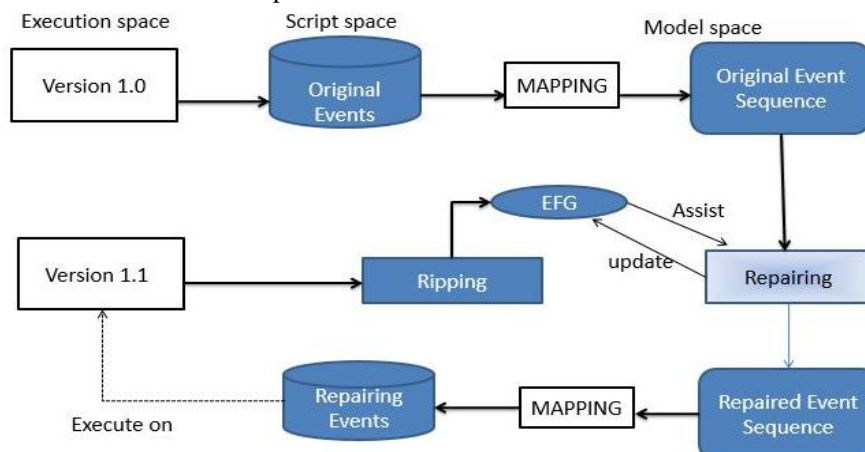 Execution space
Script space
Model space
Version 1.0
Original
Events
MAPPING
Original Event
Sequence
EFG
Assist
update
Version 1.1
Ripping
Repairing
Repairing
Events
MAPPING
Repaired Event
Sequence
Execute on